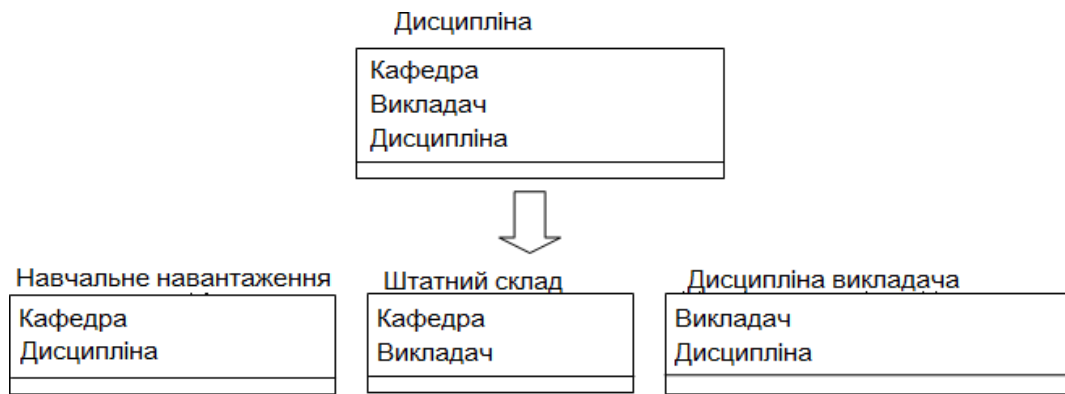 Дисципліна
Кафедра
Викладач
Дисципліна
Навчальне навантаження
Кафедра
Дисципліна
Штатний склад
Кафедра
Викладач
Дисципліна викладача
Викладач
Дисципліна